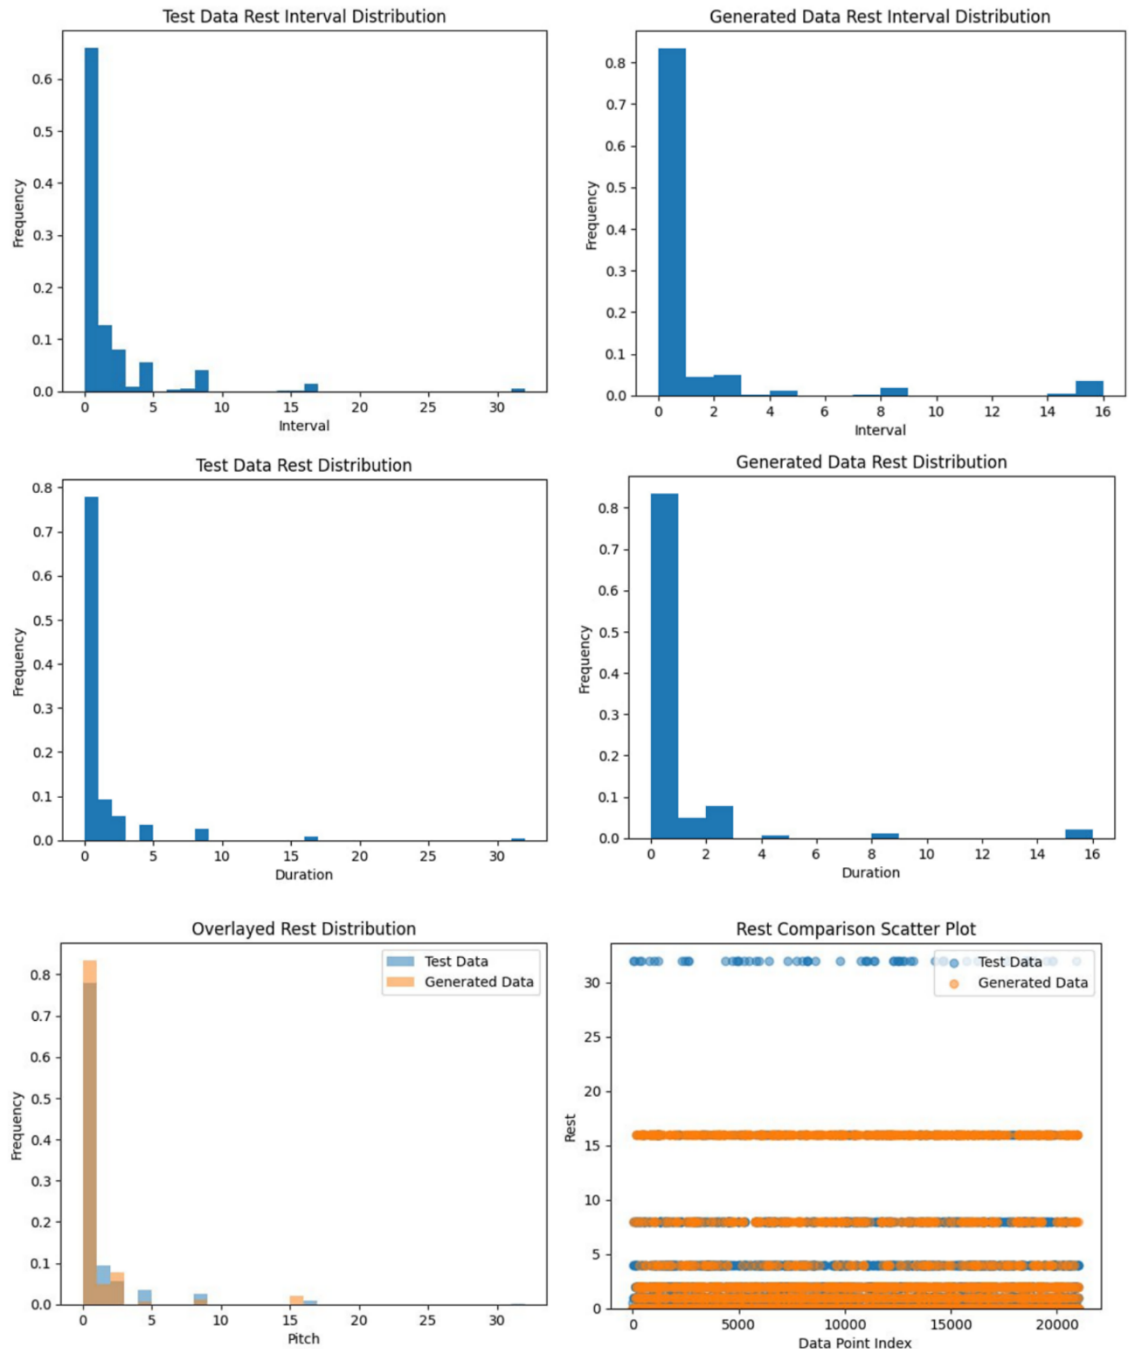 Test Data Rest Interval Distribution
0.6
0.5
0.4
0.3
0.2
0.1
0.0
Frequency
0 5 10 15 20 25 30
Interval
Generated Data Rest Interval Distribution
0.8
0.7
0.6
0.5
0.4
0.3
0.2
0.1
0.0
Frequency
0 2 4 6 8 10 12 14 16
Interval
Test Data Rest Distribution
0.8
0.7
0.6
0.5
0.4
0.3
0.2
0.1
0.0
Frequency
0 5 10 15 20 25 30
Duration
Generated Data Rest Distribution
0.8
0.7
0.6
0.5
0.4
0.3
0.2
0.1
0.0
Frequency
0 2 4 6 8 10 12 14 16
Duration
Overlayed Rest Distribution
Test Data
Generated Data
0.8
0.7
0.6
0.5
0.4
0.3
0.2
0.1
0.0
Frequency
0 5 10 15 20 25 30
Pitch
Rest Comparison Scatter Plot
Test Data
Generated Data
30
25
20
15
10
5
0
Rest
0 5000 10000 15000 20000
Data Point Index